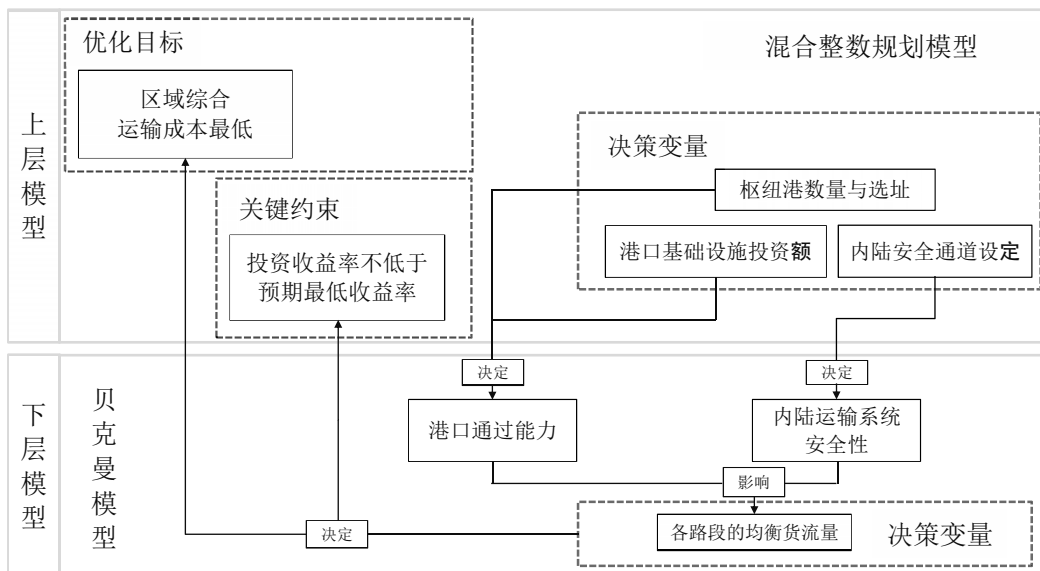 上层模型
优化目标
区域综合
运输成本最低
混合整数规划模型
决策变量
枢纽港数量与选址
港口基础设施投资额
内陆安全通道设定
关键约束
投资收益率不低于
预期最低收益率
下层模型
贝克曼模型
决定
决定
港口通过能力
内陆运输系统
安全性
影响
决定
各路段的均衡货流量
决策变量